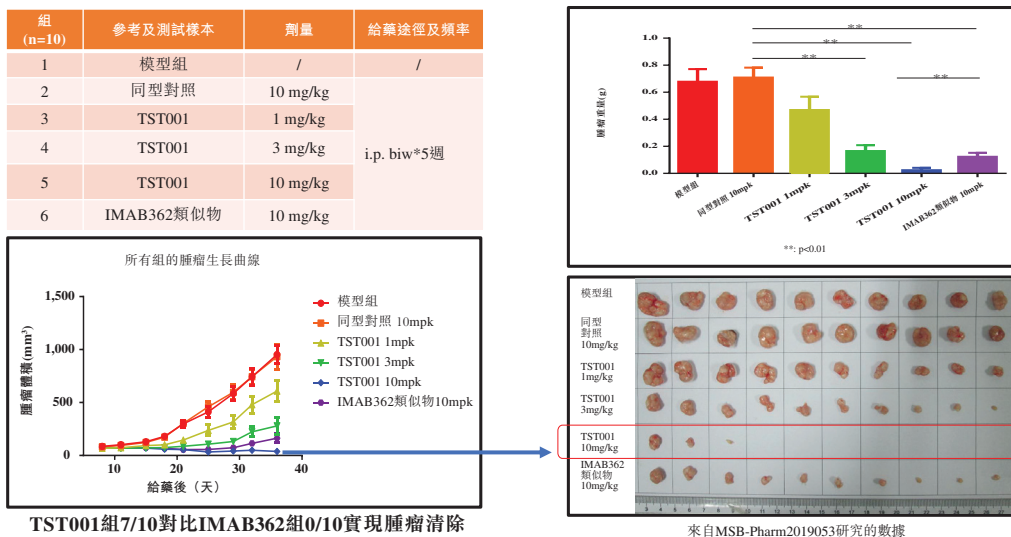 組
(n=10)
參考及測試樣本
劑量
給藥途徑及頻率
1
模型組
/
/
2
同型對照
10 mg/kg
3
TST001
1 mg/kg
4
TST001
3 mg/kg
5
TST001
10 mg/kg
6
IMAB362類似物
10 mg/kg
i.p. biw*5週
所有組的腫瘤生長曲線
腫瘤體積(mm³)
1,500
1,000
500
0
10
20
30
40
給藥後（天）
模型組
同型對照 10mpk
TST001 1mpk
TST001 3mpk
TST001 10mpk
IMAB362類似物10mpk
TST001組7/10對比IMAB362組0/10實現腫瘤清除
腫瘤重量(g)
1.0
0.8
0.6
0.4
0.2
0.0
**
**
**
**
模型組
同型對照 10mpk
TST001 1mpk
TST001 3mpk
TST001 10mpk
IMAB362類似物 10mpk
**: p<0.01
模型組
同型
對照
10mg/kg
TST001
1mg/kg
TST001
3mg/kg
TST001
10mg/kg
IMAB362
類似物
10mg/kg
來自MSB-Pharm2019053研究的數據